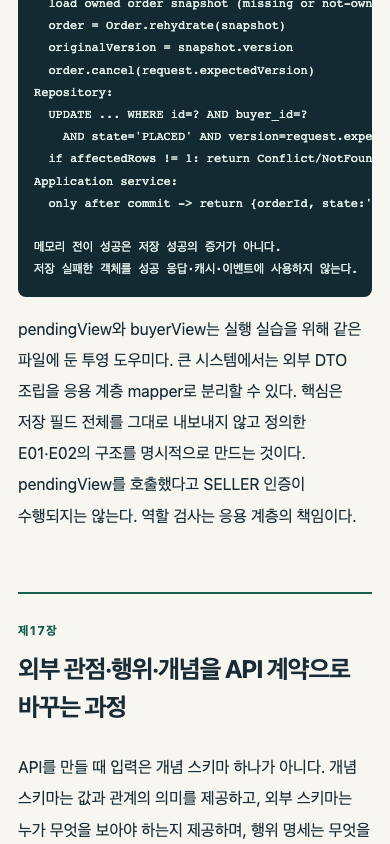 load owned order snapshot (missing or not-own
order = Order.rehydrate(snapshot)
originalVersion = snapshot.version
order.cancel(request.expectedVersion)
Repository:
UPDATE ... WHERE id=? AND buyer_id=?
AND state='PLACED' AND version=request.expe
if affectedRows != 1: return Conflict/NotFoun
Application service:
only after commit -> return {orderId, state:'
메모리 전이 성공은 저장 성공의 증거가 아니다.
저장 실패한 객체를 성공 응답·캐시·이벤트에 사용하지 않는다.
pendingView와 buyerView는 실행 실습을 위해 같은
파일에 둔 투영 도우미다. 큰 시스템에서는 외부 DTO
조립을 응용 계층 mapper로 분리할 수 있다. 핵심은
저장 필드 전체를 그대로 내보내지 않고 정의한
E01·E02의 구조를 명시적으로 만드는 것이다.
pendingView를 호출했다고 SELLER 인증이
수행되지는 않는다. 역할 검사는 응용 계층의 책임이다.
제17장
외부 관점·행위·개념을 API 계약으로
바꾸는 과정
API를 만들 때 입력은 개념 스키마 하나가 아니다. 개념
스키마는 값과 관계의 의미를 제공하고, 외부 스키마는
누가 무엇을 보아야 하는지 제공하며, 행위 명세는 무엇을